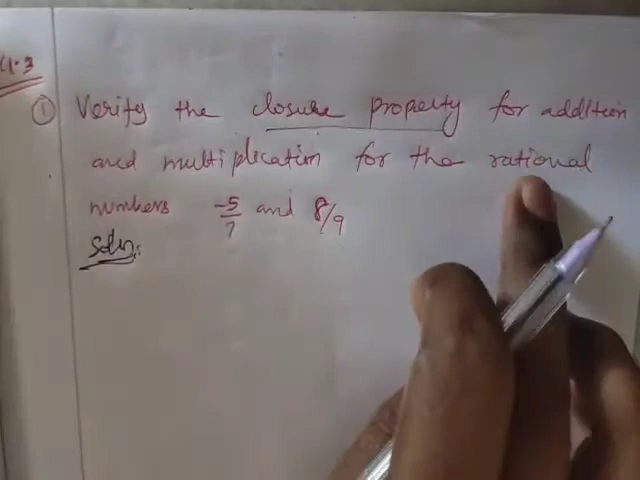 4.3
① Verify the closure property for addition
and multiplication for the rational
numbers -5/7 and 8/9
Soln: